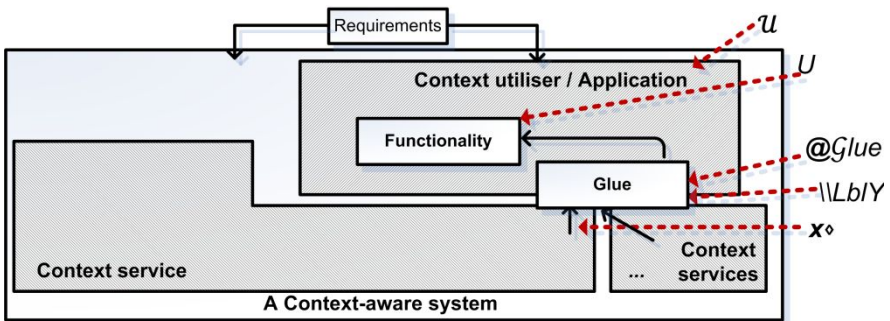 Requirements
𝒰
Context utiliser / Application
U
Functionality
@𝒢lue
Glue
\\LblY
x⋄
Context service
Context
... services
A Context-aware system